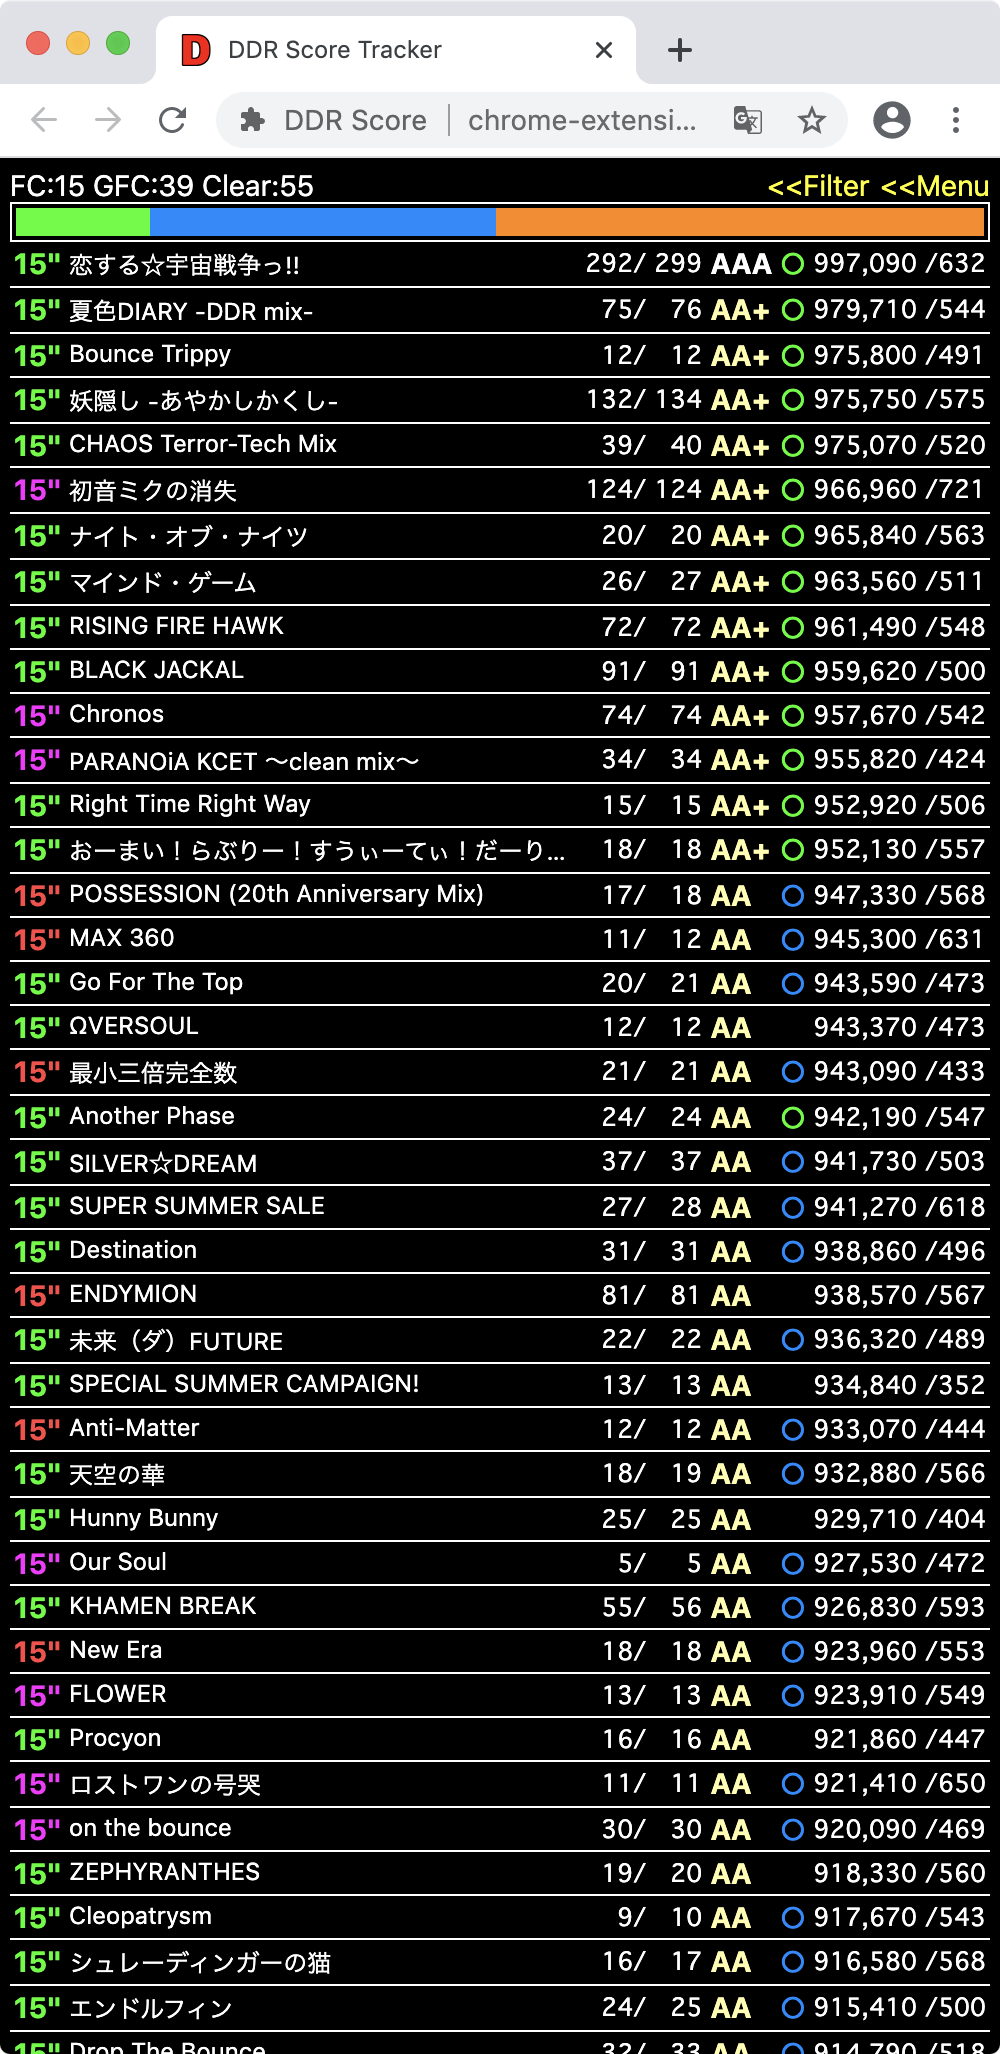 DDR Score Tracker
DDR Score | chrome-extensi...
FC:15 GFC:39 Clear:55 <<Filter <<Menu
15" 恋する☆宇宙戦争っ!! 292/ 299 AAA 997,090 /632
15" 夏色DIARY -DDR mix- 75/ 76 AA+ 979,710 /544
15" Bounce Trippy 12/ 12 AA+ 975,800 /491
15" 妖隠し -あやかしかくし- 132/ 134 AA+ 975,750 /575
15" CHAOS Terror-Tech Mix 39/ 40 AA+ 975,070 /520
15" 初音ミクの消失 124/ 124 AA+ 966,960 /721
15" ナイト・オブ・ナイツ 20/ 20 AA+ 965,840 /563
15" マインド・ゲーム 26/ 27 AA+ 963,560 /511
15" RISING FIRE HAWK 72/ 72 AA+ 961,490 /548
15" BLACK JACKAL 91/ 91 AA+ 959,620 /500
15" Chronos 74/ 74 AA+ 957,670 /542
15" PARANOiA KCET 〜clean mix〜 34/ 34 AA+ 955,820 /424
15" Right Time Right Way 15/ 15 AA+ 952,920 /506
15" おーまい！らぶりー！すうぃーてぃ！だーり... 18/ 18 AA+ 952,130 /557
15" POSSESSION (20th Anniversary Mix) 17/ 18 AA 947,330 /568
15" MAX 360 11/ 12 AA 945,300 /631
15" Go For The Top 20/ 21 AA 943,590 /473
15" ΩVERSOUL 12/ 12 AA 943,370 /473
15" 最小三倍完全数 21/ 21 AA 943,090 /433
15" Another Phase 24/ 24 AA 942,190 /547
15" SILVER☆DREAM 37/ 37 AA 941,730 /503
15" SUPER SUMMER SALE 27/ 28 AA 941,270 /618
15" Destination 31/ 31 AA 938,860 /496
15" ENDYMION 81/ 81 AA 938,570 /567
15" 未来（ダ）FUTURE 22/ 22 AA 936,320 /489
15" SPECIAL SUMMER CAMPAIGN! 13/ 13 AA 934,840 /352
15" Anti-Matter 12/ 12 AA 933,070 /444
15" 天空の華 18/ 19 AA 932,880 /566
15" Hunny Bunny 25/ 25 AA 929,710 /404
15" Our Soul 5/ 5 AA 927,530 /472
15" KHAMEN BREAK 55/ 56 AA 926,830 /593
15" New Era 18/ 18 AA 923,960 /553
15" FLOWER 13/ 13 AA 923,910 /549
15" Procyon 16/ 16 AA 921,860 /447
15" ロストワンの号哭 11/ 11 AA 921,410 /650
15" on the bounce 30/ 30 AA 920,090 /469
15" ZEPHYRANTHES 19/ 20 AA 918,330 /560
15" Cleopatrysm 9/ 10 AA 917,670 /543
15" シュレーディンガーの猫 16/ 17 AA 916,580 /568
15" エンドルフィン 24/ 25 AA 915,410 /500
15" Drop The Bounce 32/ 33 AA 914,790 /518